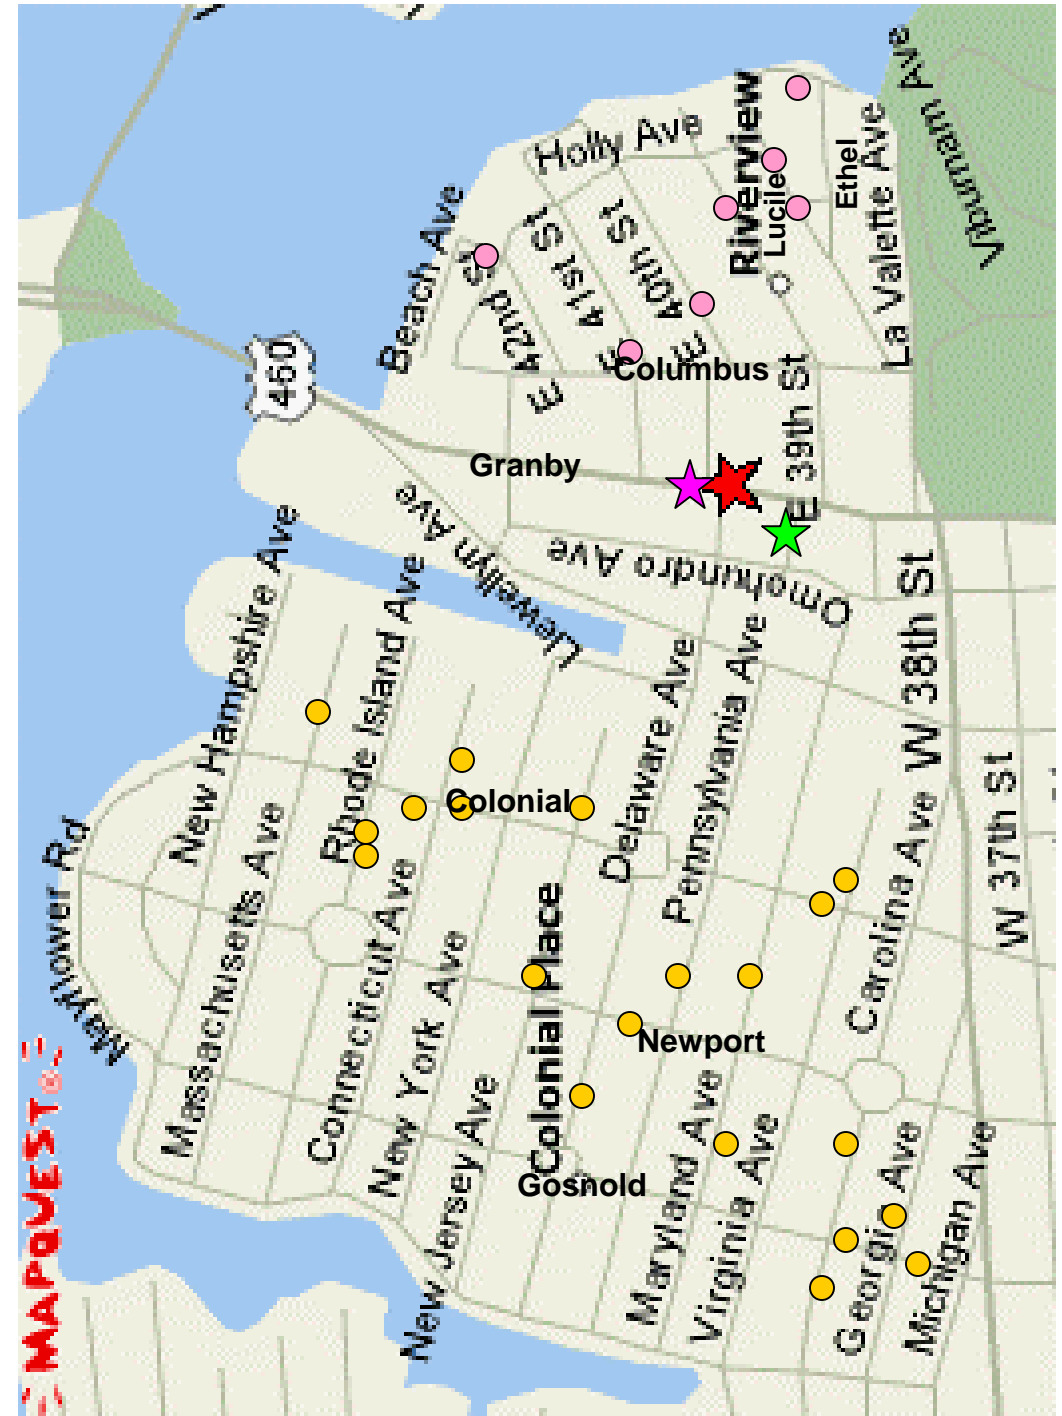 Viburnam Ave
Holly Ave
Riverview
Lucile
Ethel
La Valette Ave
Beach Ave
E 42nd St
E 41st St
E 40th St
460
Columbus
E 39th St
Granby
Llewellyn Ave
Omohundro Ave
New Hampshire Ave
Rhode Island Ave
W 38th St
Delaware Ave
Pennsylvania Ave
Colonial
W 37th St
Mayflower Rd
Massachusetts Ave
Connecticut Ave
New York Ave
Colonial Place
Carolina Ave
Newport
New Jersey Ave
Gosnold
Maryland Ave
Virginia Ave
Georgia Ave
Michigan Ave
MAPQUEST